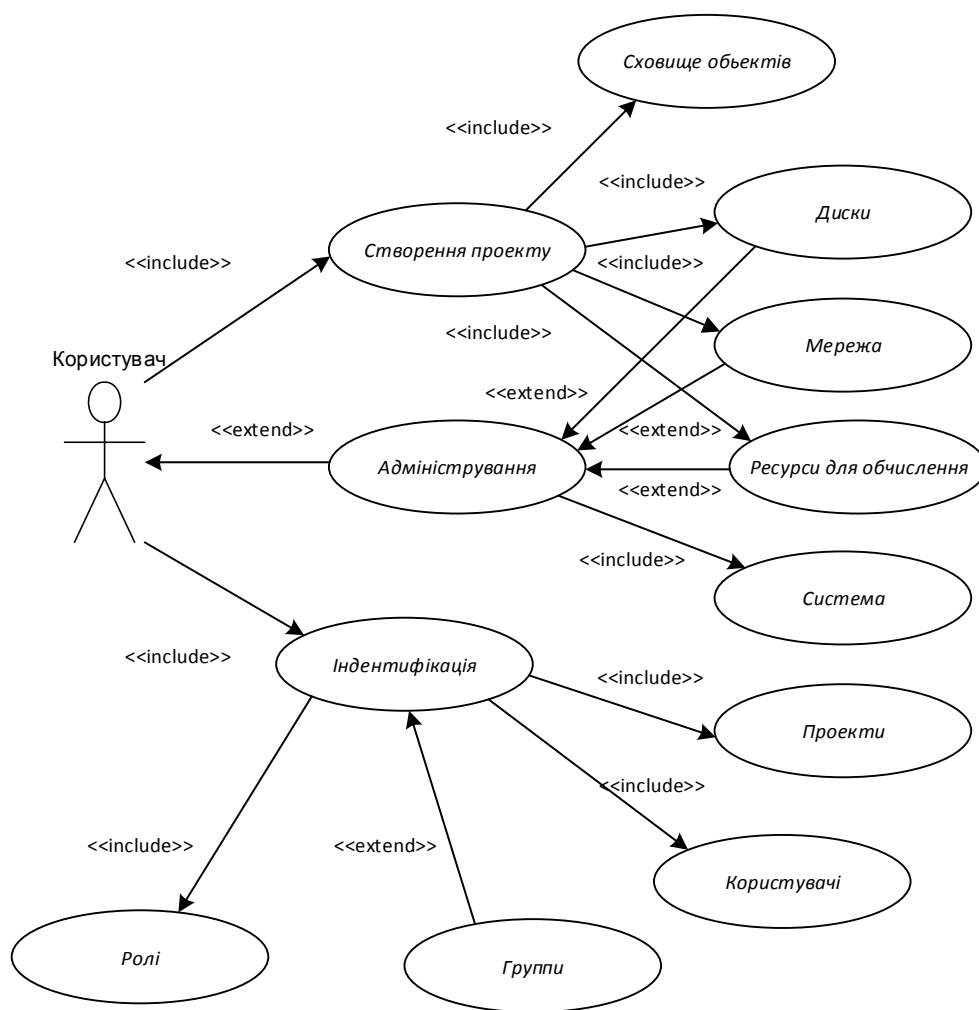 Сховище обьектів
<<include>>
<<include>>
Диски
Створення проекту
<<include>>
<<include>>
<<include>>
Мережа
Користувач
<<extend>>
<<extend>>
<<extend>>
Адміністрування
Ресурси для обчислення
<<extend>>
<<include>>
Система
<<include>>
Індентифікація
<<include>>
Проекти
<<include>>
<<include>>
<<extend>>
Користувачі
Ролі
Группи